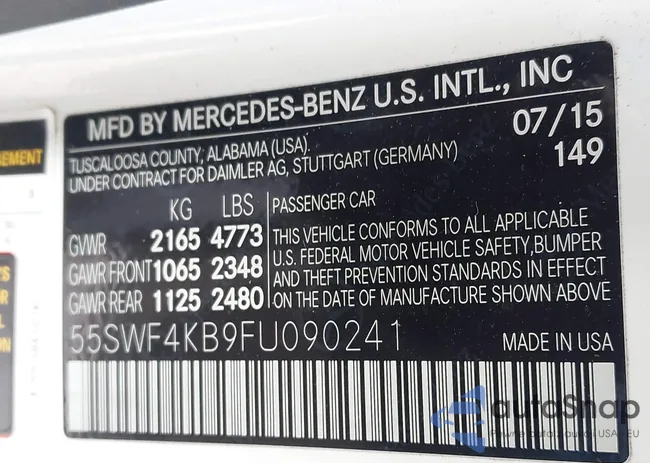 MFD BY MERCEDES-BENZ U.S. INTL., INC
TUSCALOOSA COUNTY, ALABAMA (USA).
UNDER CONTRACT FOR DAIMLER AG, STUTTGART (GERMANY)
07/15
149
KG LBS
GVWR 2165 4773
GAWR FRONT 1065 2348
GAWR REAR 1125 2480
PASSENGER CAR
THIS VEHICLE CONFORMS TO ALL APPLICABLE
U.S. FEDERAL MOTOR VEHICLE SAFETY, BUMPER
AND THEFT PREVENTION STANDARDS IN EFFECT
ON THE DATE OF MANUFACTURE SHOWN ABOVE.
55SWF4KB9FU090241
MADE IN USA
autoSnap